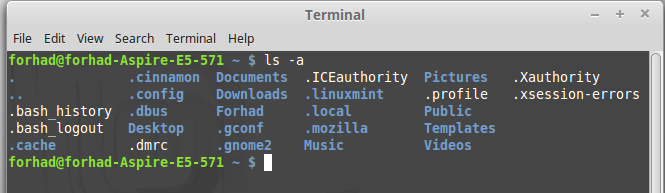 Terminal
File Edit View Search Terminal Help
forhad@forhad-Aspire-E5-571 ~ $ ls -a
. .cinnamon Documents .ICEauthority Pictures .Xauthority
.. .config Downloads .linuxmint .profile .xsession-errors
.bash_history .dbus Forhad .local Public
.bash_logout Desktop .gconf .mozilla Templates
.cache .dmrc .gnome2 Music Videos
forhad@forhad-Aspire-E5-571 ~ $